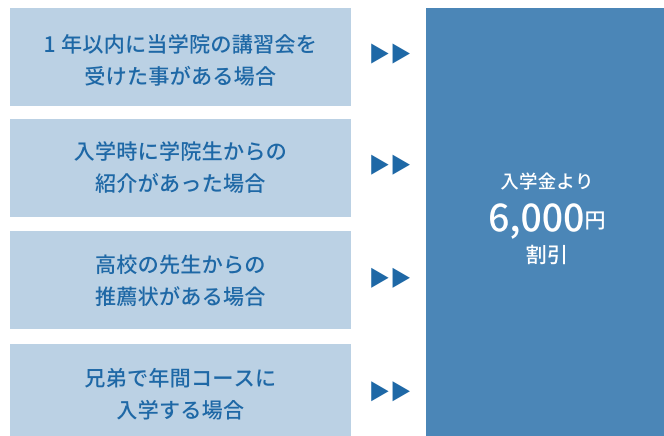 1年以内に当学院の講習会を
受けた事がある場合
入学時に学院生からの
紹介があった場合
高校の先生からの
推薦状がある場合
兄弟で年間コースに
入学する場合
入学金より
6,000円
割引